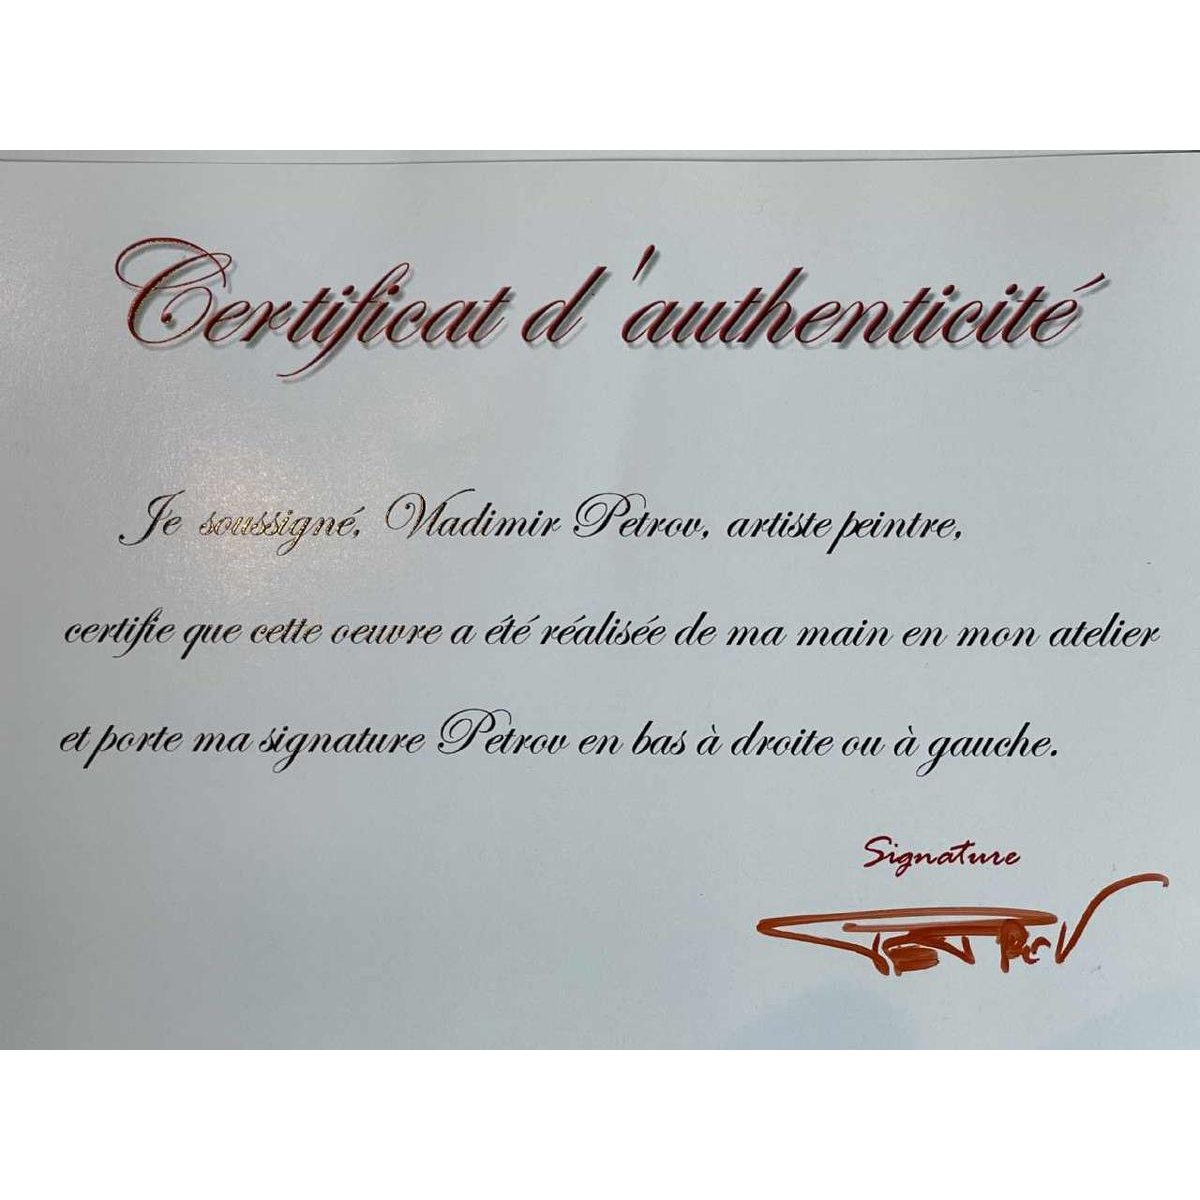 Certificat d'authenticité
Je soussigné, Vladimir Petrov, artiste peintre,
certifie que cette oeuvre a été réalisée de ma main en mon atelier
et porte ma signature Petrov en bas à droite ou à gauche.
Signature
Petrov